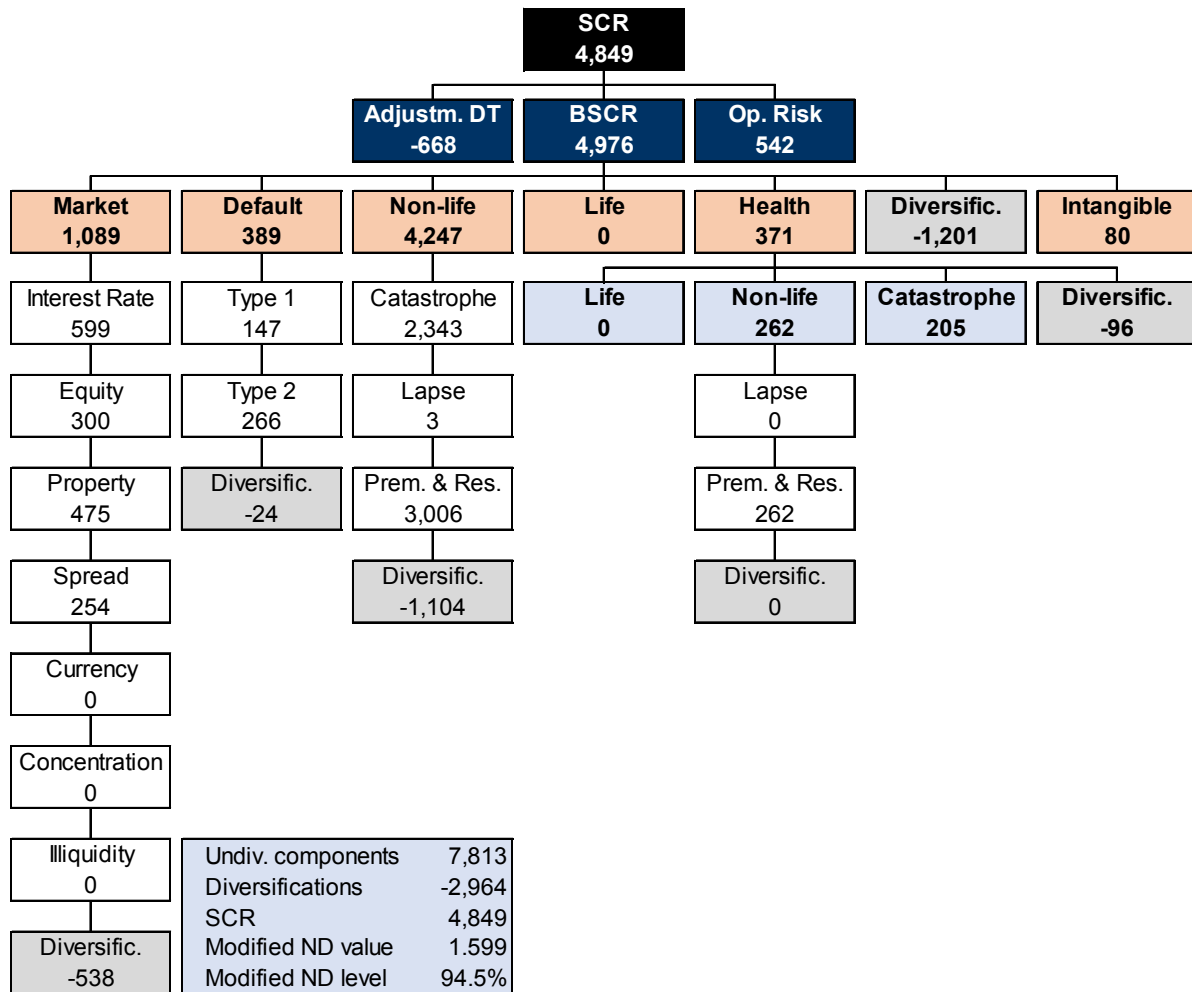 SCR
4,849
Adjustm. DT
-668
BSCR
4,976
Op. Risk
542
Market
1,089
Default
389
Non-life
4,247
Life
0
Health
371
Diversific.
-1,201
Intangible
80
Interest Rate
599
Type 1
147
Catastrophe
2,343
Life
0
Non-life
262
Catastrophe
205
Diversific.
-96
Equity
300
Type 2
266
Lapse
3
Lapse
0
Property
475
Diversific.
-24
Prem. & Res.
3,006
Prem. & Res.
262
Spread
254
Diversific.
-1,104
Diversific.
0
Currency
0
Concentration
0
Illiquidity
0
Diversific.
-538
Undiv. components 7,813
Diversifications -2,964
SCR 4,849
Modified ND value 1.599
Modified ND level 94.5%